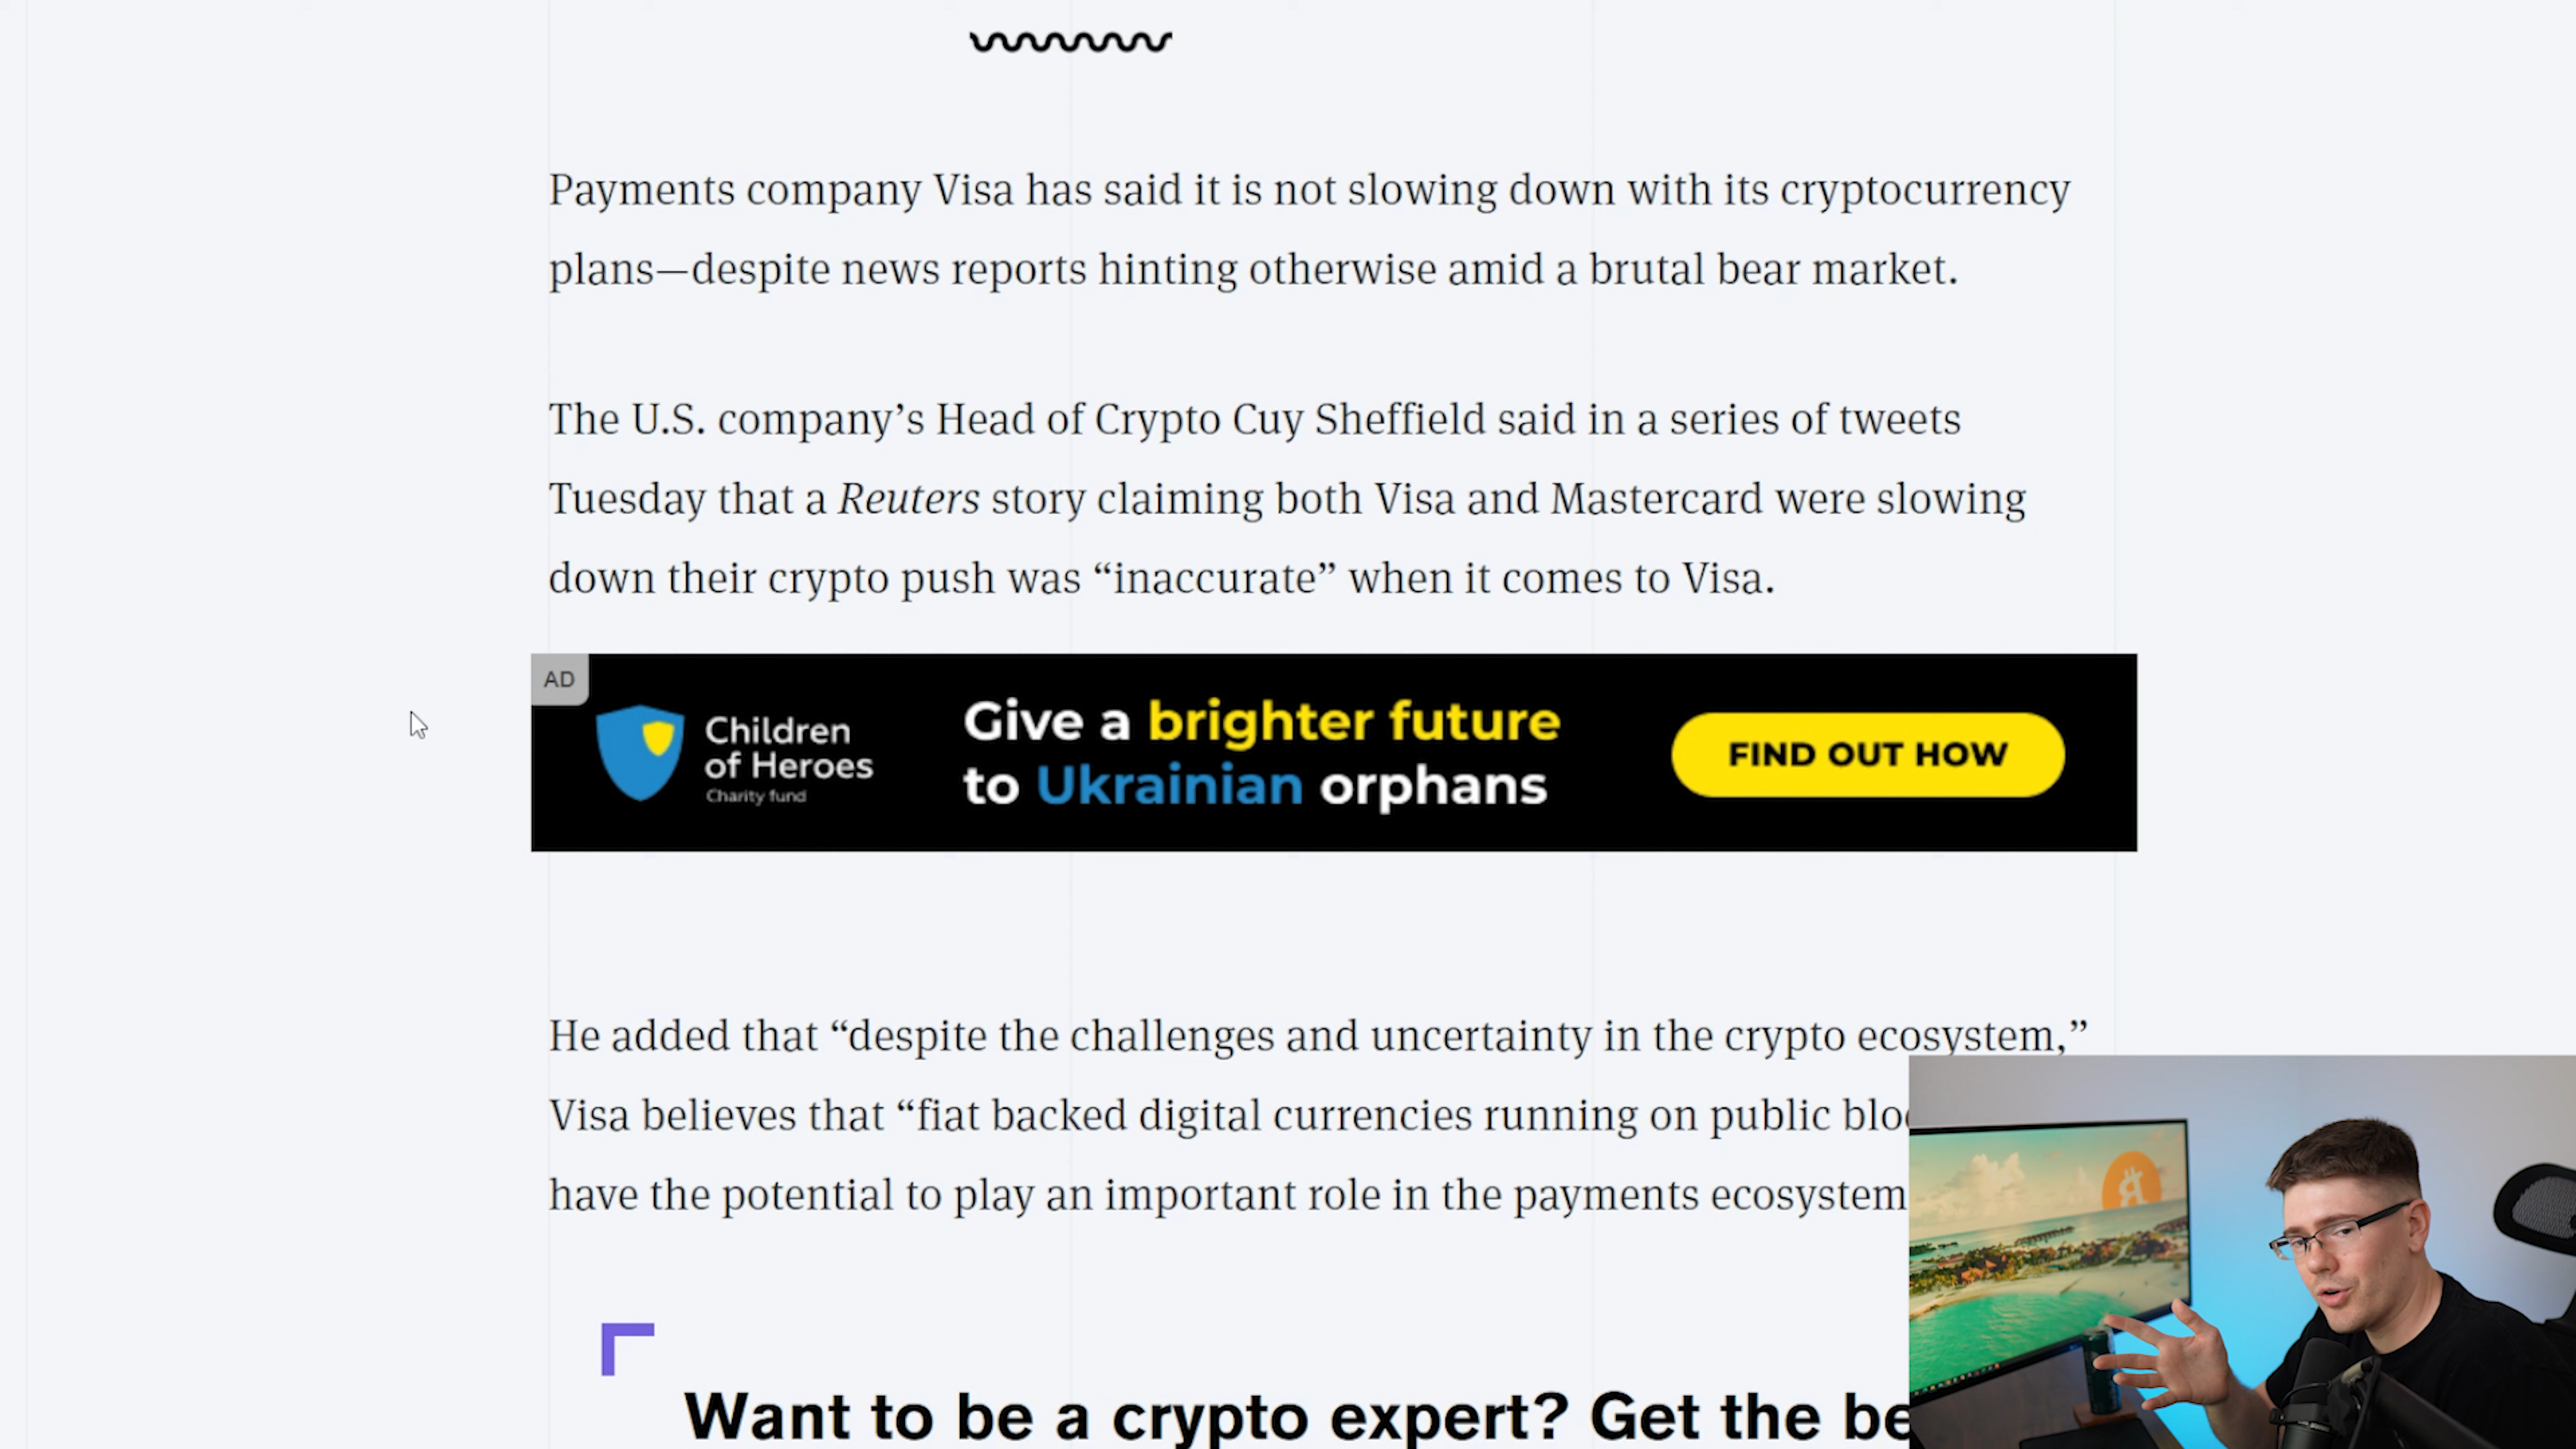 Payments company Visa has said it is not slowing down with its cryptocurrency
plans—despite news reports hinting otherwise amid a brutal bear market.
The U.S. company’s Head of Crypto Cuy Sheffield said in a series of tweets
Tuesday that a Reuters story claiming both Visa and Mastercard were slowing
down their crypto push was “inaccurate” when it comes to Visa.
AD
Children
of Heroes
Charity fund
Give a brighter future
to Ukrainian orphans
FIND OUT HOW
He added that “despite the challenges and uncertainty in the crypto ecosystem,”
Visa believes that “fiat backed digital currencies running on public
have the potential to play an important role in the payments ecosystem
Want to be a crypto expert? Get the